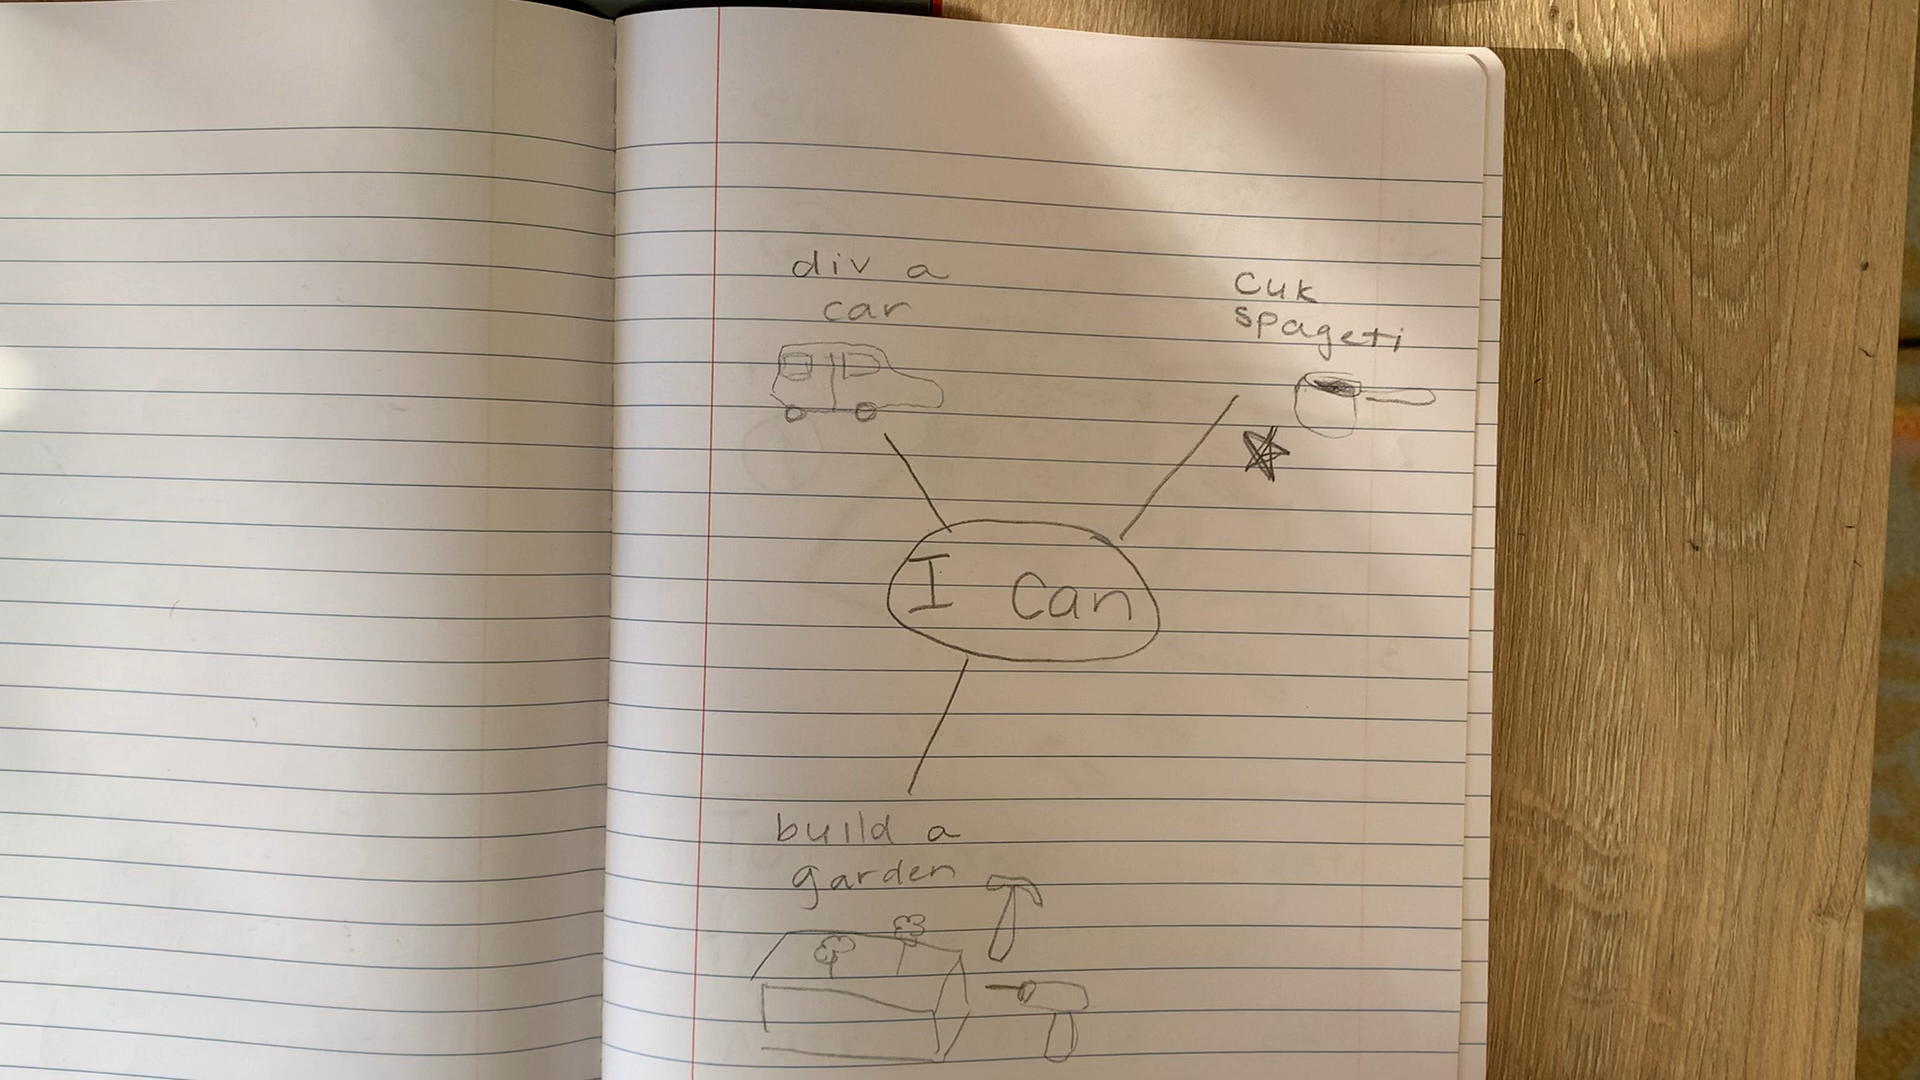 div a
car
Cuk
Spageti
I Can
build a
garden